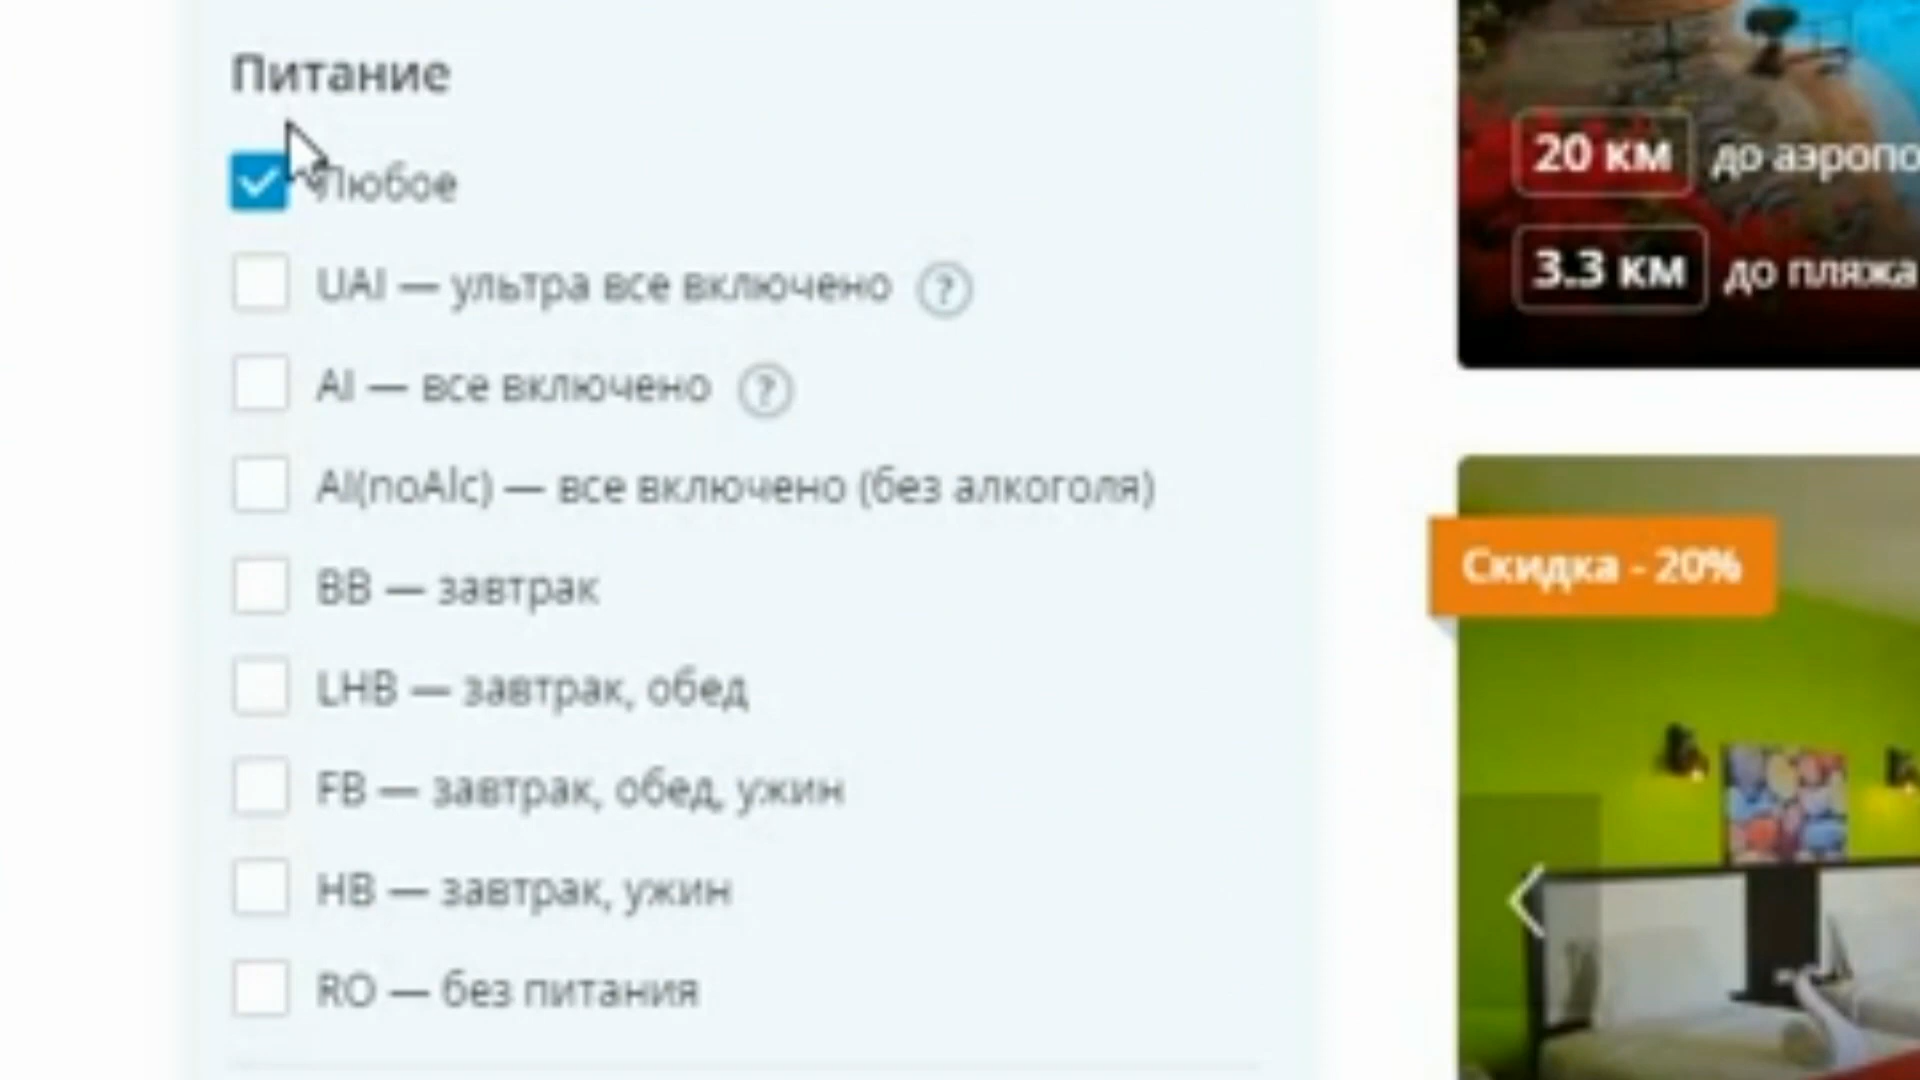 Питание
Любое
UAI — ультра все включено ?
AI — все включено ?
AI(noAlc) — все включено (без алкоголя)
BB — завтрак
LHB — завтрак, обед
FB — завтрак, обед, ужин
HB — завтрак, ужин
RO — без питания
20 км до аэропо
3.3 км до пляжа
Скидка - 20%